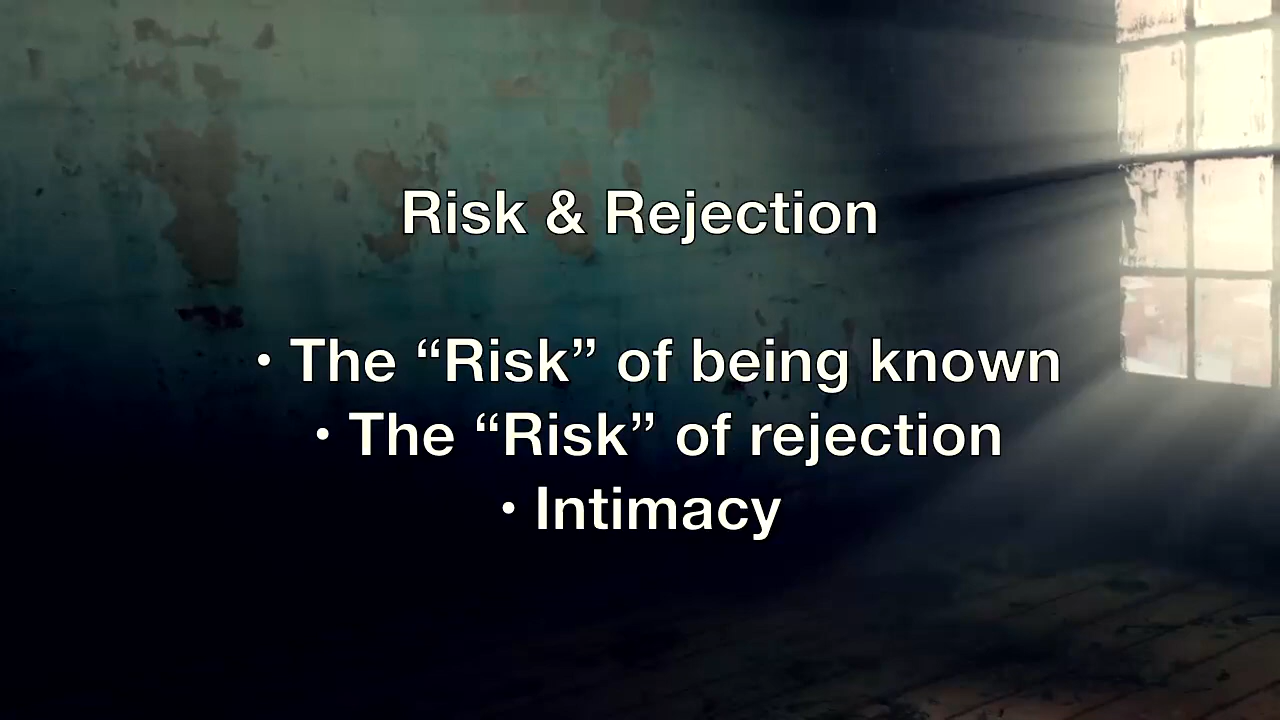 Risk & Rejection
• The “Risk” of being known
• The “Risk” of rejection
• Intimacy